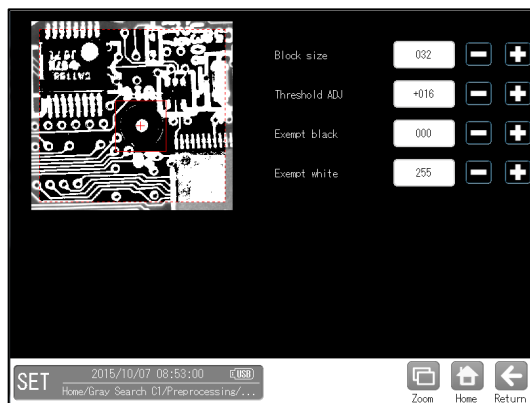 Block size 032
Threshold ADJ +016
Exempt black 000
Exempt white 255
SET
2015/10/07 08:53:00 USB
Home/Gray Search C1/Preprocessing/...
Zoom Home Return